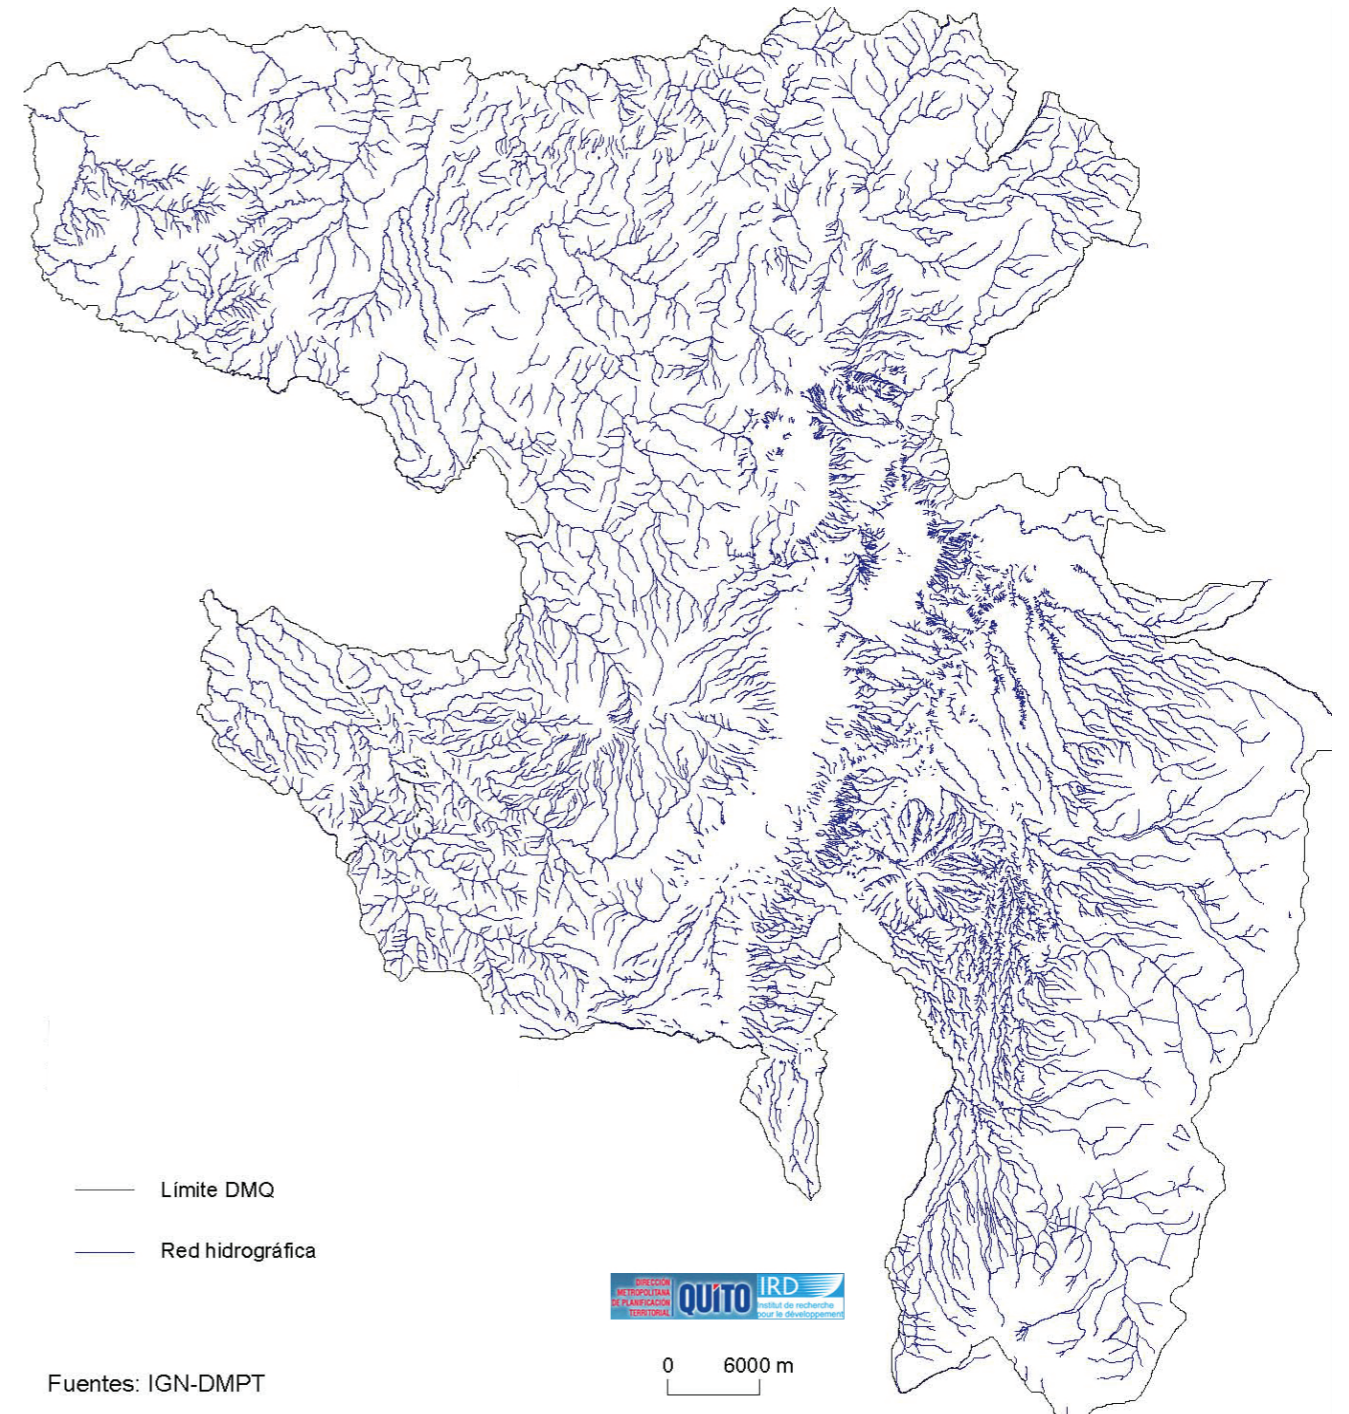 Límite DMQ
Red hidrográfica
DIRECCIÓN
METROPOLITANA
DE PLANIFICACIÓN
TERRITORIAL
QUITO
IRD
Institut de recherche
pour le développement
0 6000 m
Fuentes: IGN-DMPT